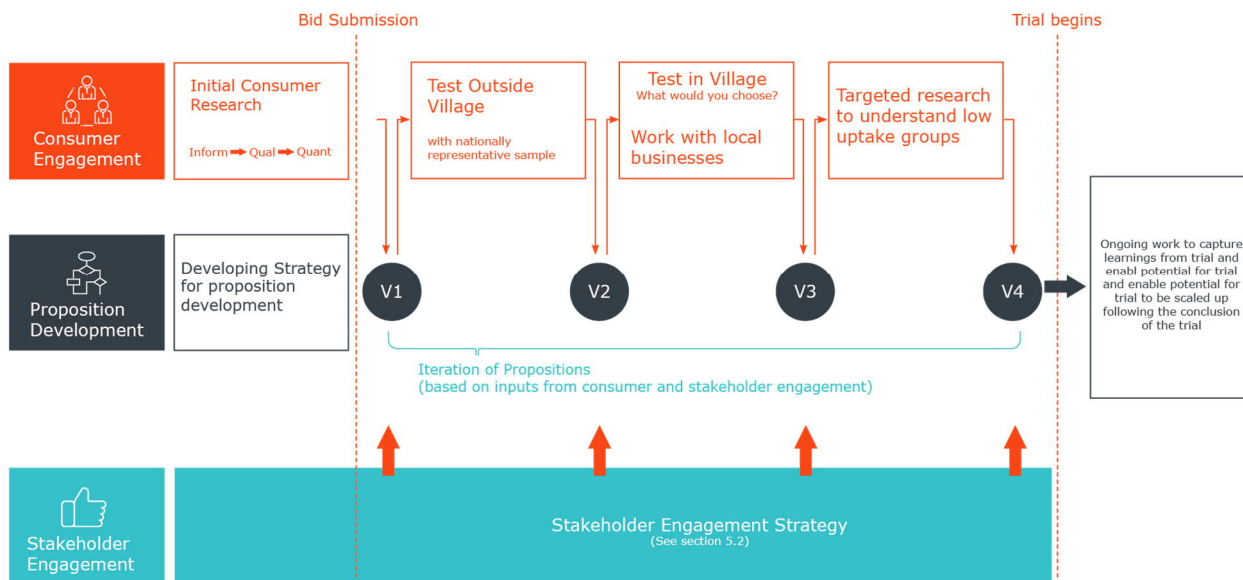 Bid Submission
Trial begins
Consumer
Engagement
Initial Consumer
Research
Inform
Qual
Quant
Test Outside
Village
with nationally
representative sample
Test in Village
What would you choose?
Work with local
businesses
Targeted research
to understand low
uptake groups
Proposition
Development
Developing Strategy
for proposition
development
V1
V2
V3
V4
Ongoing work to capture
learnings from trial and
enabl potential for trial
and enable potential for
trial to be scaled up
following the conclusion
of the trial
Iteration of Propositions
(based on inputs from consumer and stakeholder engagement)
Stakeholder
Engagement
Stakeholder Engagement Strategy
(See section 5.2)